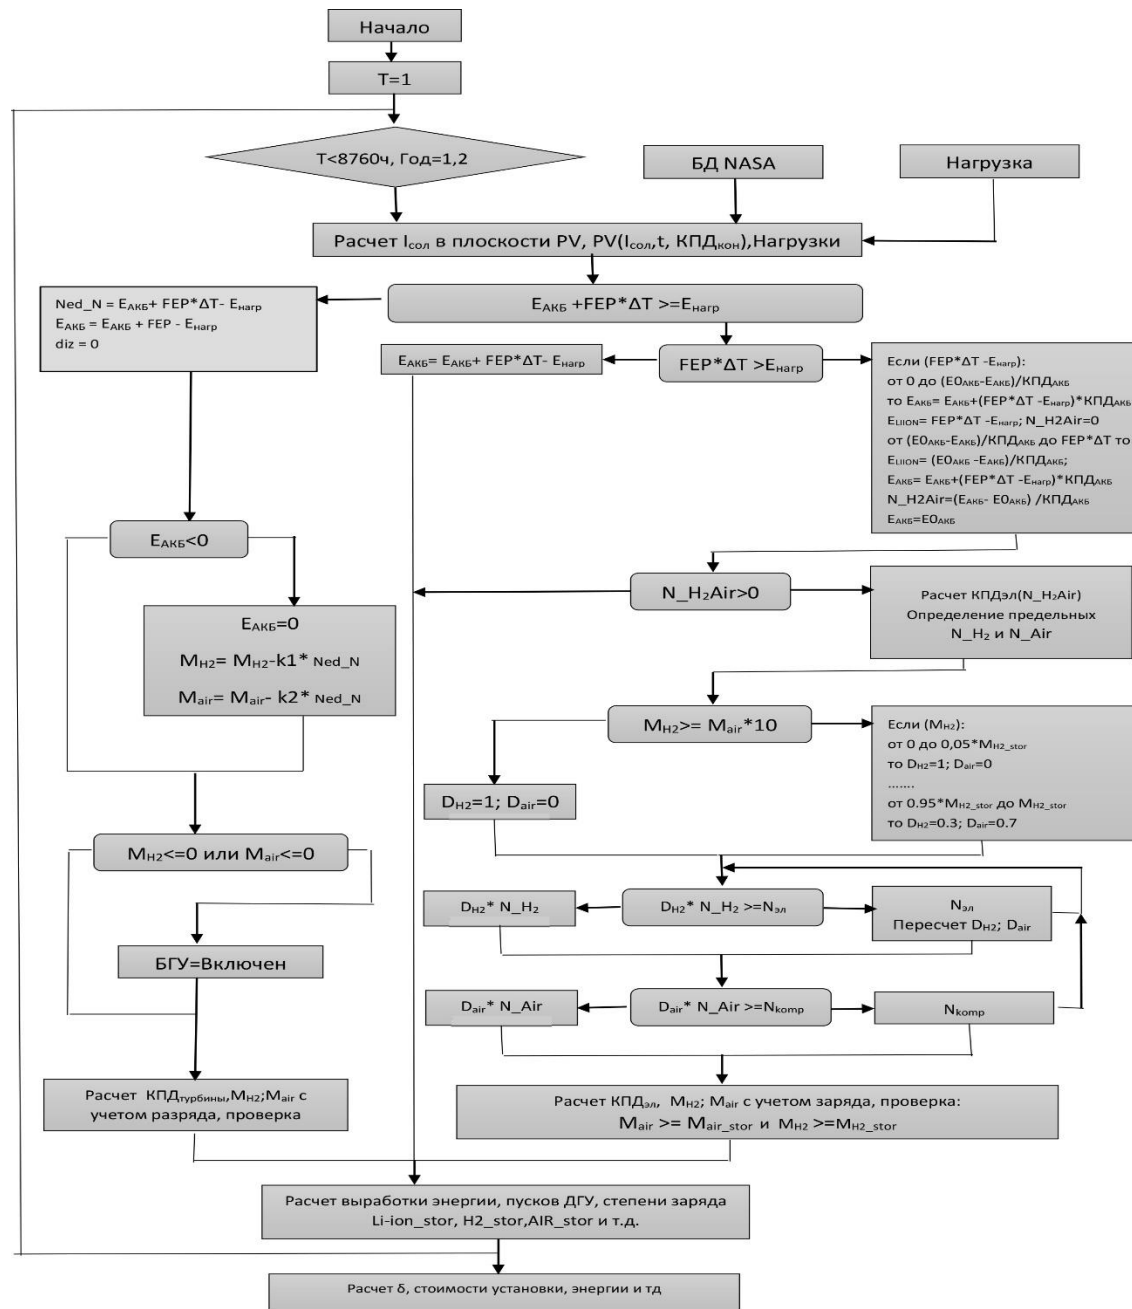 Начало
T=1
T<8760ч, Год=1,2
БД NASA
Нагрузка
Расчет Iсол в плоскости PV, PV(Iсол,t, КПДкон),Нагрузки
Ned_N = EАКБ+ FEP*ΔT- Eнагр
EАКБ = EАКБ + FEP - Eнагр
diz = 0
EАКБ +FEP*ΔT >=Eнагр
EАКБ= EАКБ+ FEP*ΔT- Eнагр
FEP*ΔT >Eнагр
Если (FEP*ΔT -Eнагр):
от 0 до (E0АКБ-EАКБ)/КПДАКБ
то EАКБ= EАКБ+(FEP*ΔT -Eнагр)*КПДАКБ
ELIION= FEP*ΔT -Eнагр; N_H2Air=0
от (E0АКБ-EАКБ)/КПДАКБ до FEP*ΔT то
ELIION= (E0АКБ -EАКБ)/КПДАКБ;
EАКБ= EАКБ+(FEP*ΔT -Eнагр)*КПДАКБ
N_H2Air=(EАКБ- E0АКБ) /КПДАКБ
EАКБ=E0АКБ
EАКБ<0
N_H2Air>0
Расчет КПДэл(N_H2Air)
Определение предельных
N_H2 и N_Air
EАКБ=0
MH2= MH2-k1* Ned_N
Mair= Mair- k2* Ned_N
MH2>= Mair*10
Если (MH2):
от 0 до 0,05*MH2_stor
то DH2=1; Dair=0
.......
от 0.95*MH2_stor до MH2_stor
то DH2=0.3; Dair=0.7
DH2=1; Dair=0
MH2<=0 или Mair<=0
DH2* N_H2
DH2* N_H2 >=Nэл
Nэл
Пересчет DH2; Dair
БГУ=Включен
Dair* N_Air
Dair* N_Air >=Nkomp
Nkomp
Расчет КПДтурбины,MH2;Mair с
учетом разряда, проверка
Расчет КПДэл, MH2; Mair с учетом заряда, проверка:
Mair >= Mair_stor и MH2 >=MH2_stor
Расчет выработки энергии, пусков ДГУ, степени заряда
Li-ion_stor, H2_stor,AIR_stor и т.д.
Расчет δ, стоимости установки, энергии и тд